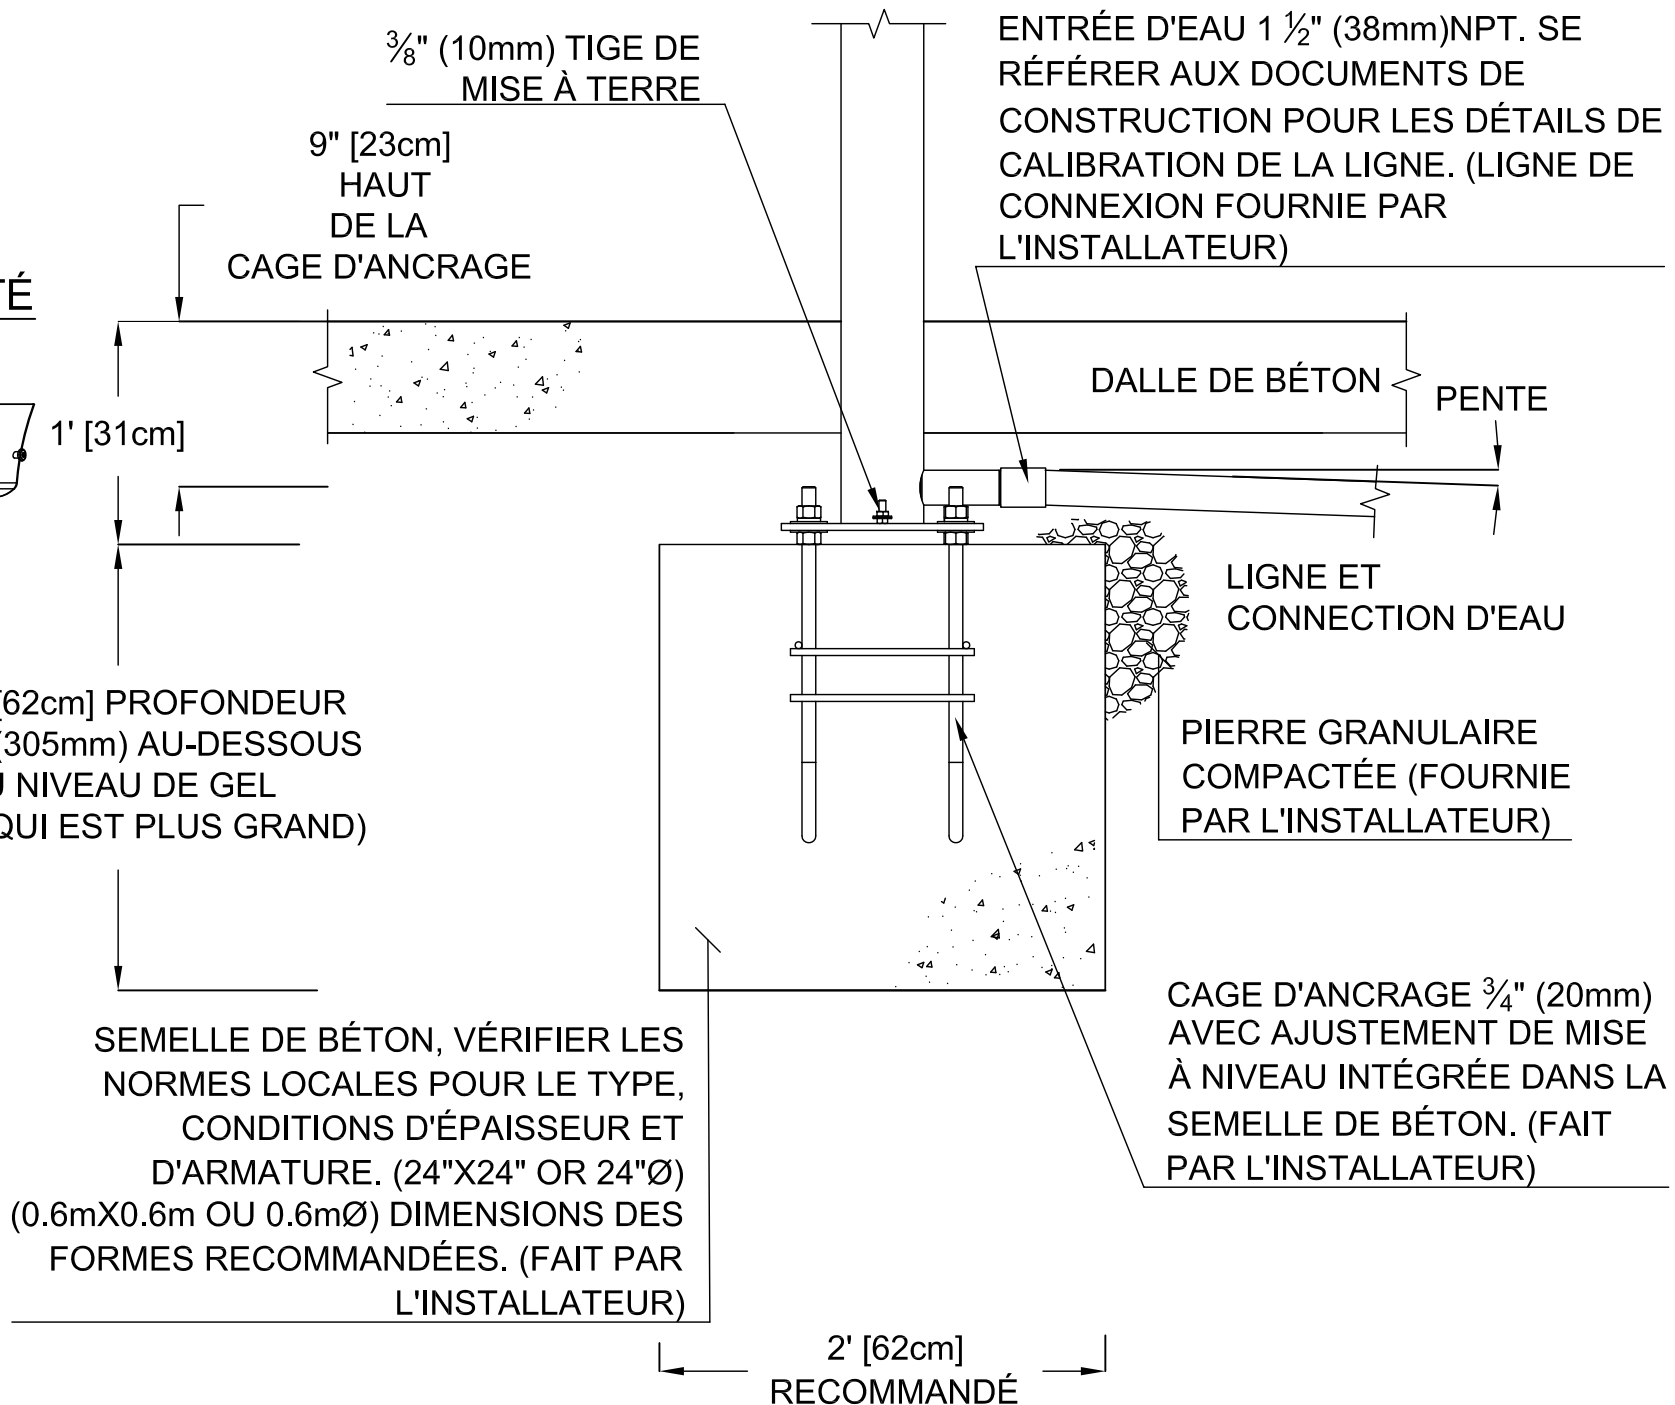 3/8" (10mm) TIGE DE
MISE À TERRE
ENTRÉE D'EAU 1 1/2" (38mm)NPT. SE
RÉFÉRER AUX DOCUMENTS DE
CONSTRUCTION POUR LES DÉTAILS DE
CALIBRATION DE LA LIGNE. (LIGNE DE
CONNEXION FOURNIE PAR
L'INSTALLATEUR)
9" [23cm]
HAUT
DE LA
CAGE D'ANCRAGE
TÉ
1' [31cm]
DALLE DE BÉTON
PENTE
LIGNE ET
CONNECTION D'EAU
[62cm] PROFONDEUR
(305mm) AU-DESSOUS
NIVEAU DE GEL
QUI EST PLUS GRAND)
PIERRE GRANULAIRE
COMPACTÉE (FOURNIE
PAR L'INSTALLATEUR)
CAGE D'ANCRAGE 3/4" (20mm)
AVEC AJUSTEMENT DE MISE
À NIVEAU INTÉGRÉE DANS LA
SEMELLE DE BÉTON. (FAIT
PAR L'INSTALLATEUR)
SEMELLE DE BÉTON, VÉRIFIER LES
NORMES LOCALES POUR LE TYPE,
CONDITIONS D'ÉPAISSEUR ET
D'ARMATURE. (24"X24" OR 24"Ø)
(0.6mX0.6m OU 0.6mØ) DIMENSIONS DES
FORMES RECOMMANDÉES. (FAIT PAR
L'INSTALLATEUR)
2' [62cm]
RECOMMANDÉ